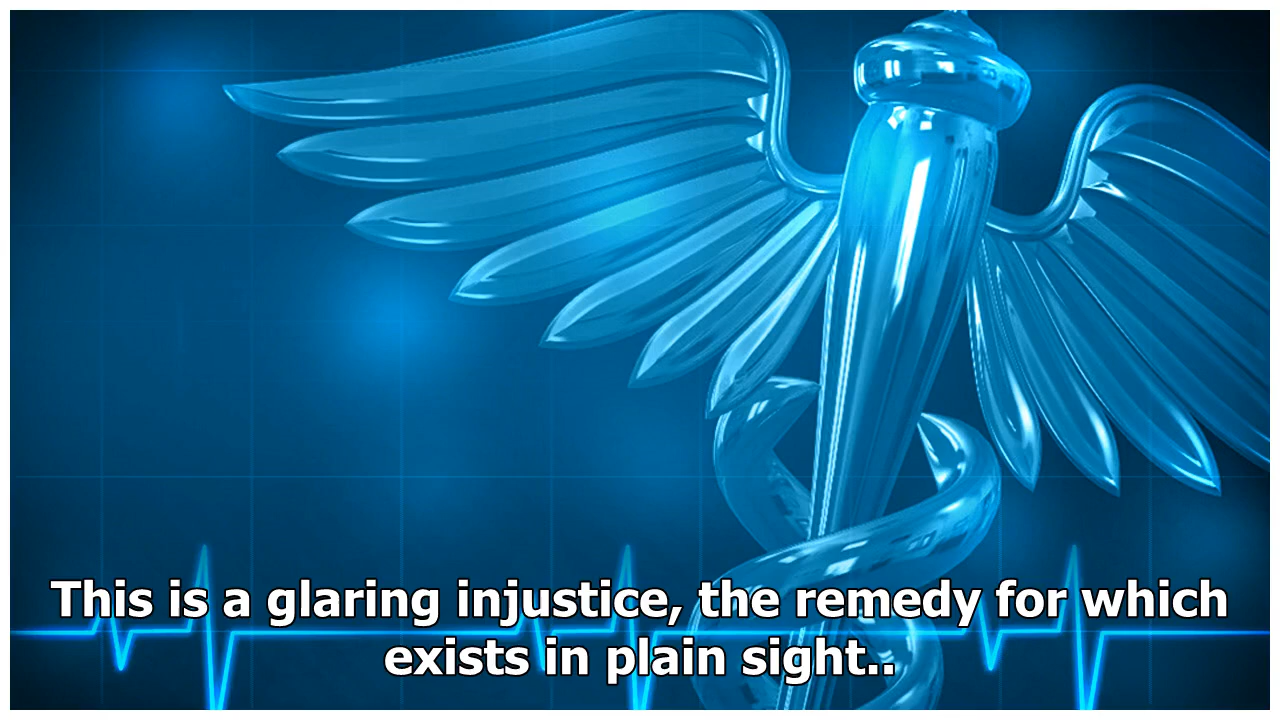 This is a glaring injustice, the remedy for which
exists in plain sight..